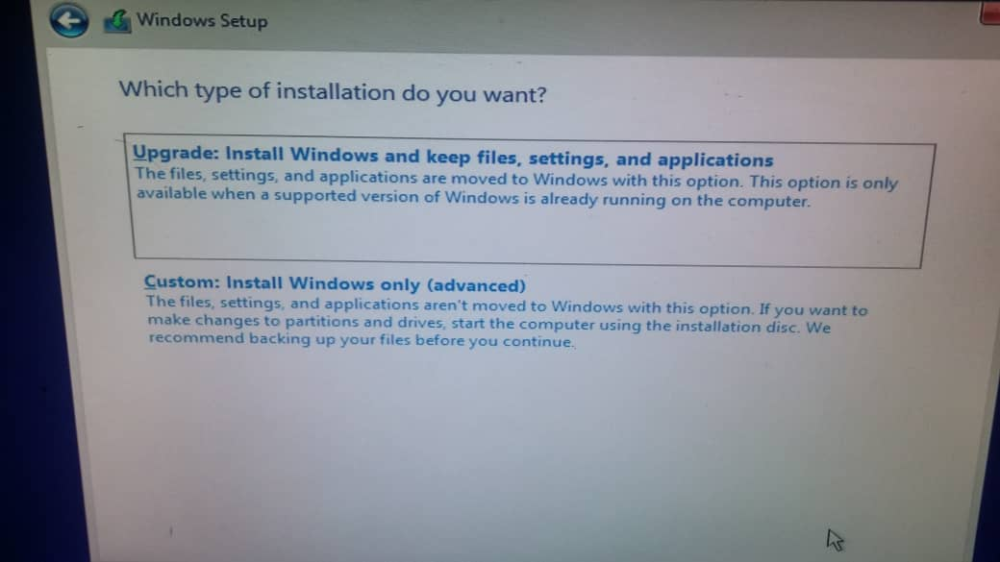 Windows Setup
Which type of installation do you want?
Upgrade: Install Windows and keep files, settings, and applications
The files, settings, and applications are moved to Windows with this option. This option is only
available when a supported version of Windows is already running on the computer.
Custom: Install Windows only (advanced)
The files, settings, and applications aren't moved to Windows with this option. If you want to
make changes to partitions and drives, start the computer using the installation disc. We
recommend backing up your files before you continue.